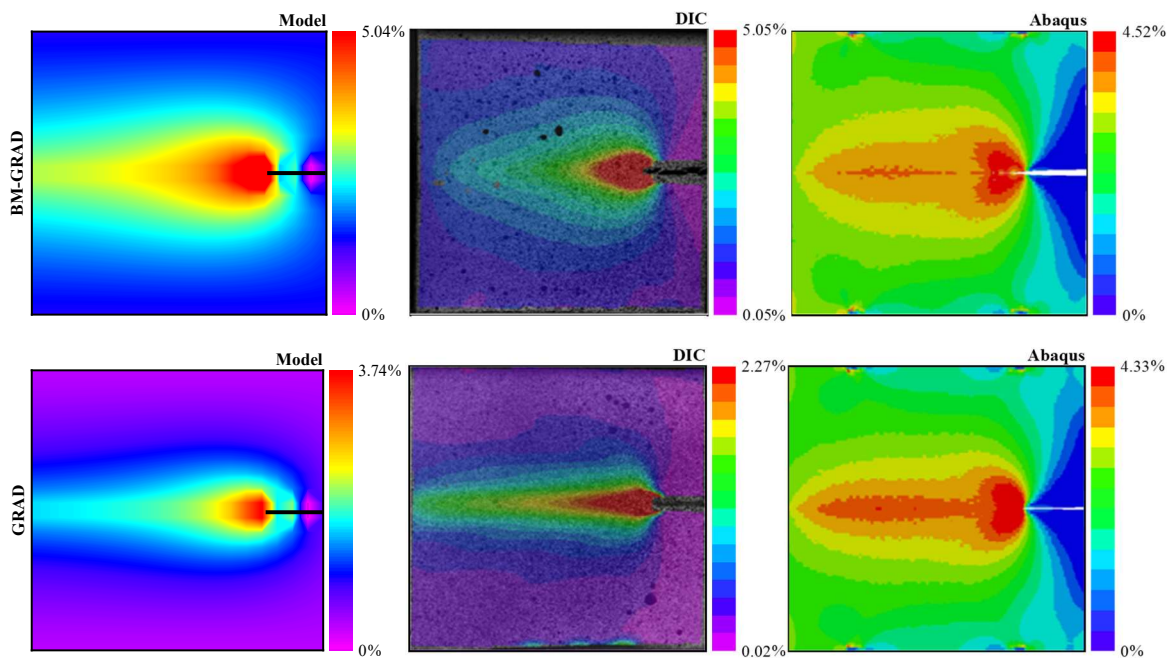 Model
5.04%
BM-GRAD
0%
DIC
5.05%
0.05%
Abaqus
4.52%
0%
Model
3.74%
GRAD
0%
DIC
2.27%
0.02%
Abaqus
4.33%
0%